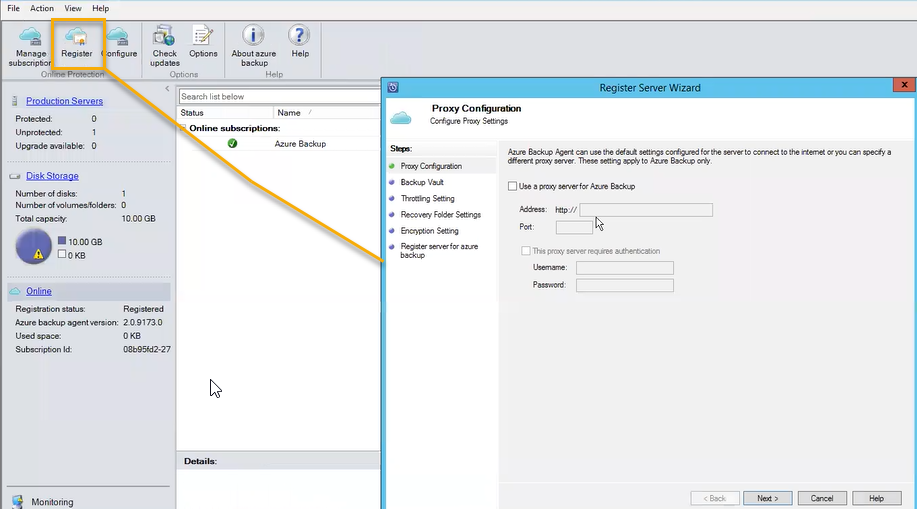 File Action View Help
Manage subscription
Register
Configure
Check updates
Options
About azure backup
Help
Online Protection
Options
Help
Production Servers
Protected: 0
Unprotected: 1
Upgrade available: 0
Disk Storage
Number of disks: 1
Number of volumes/folders: 0
Total capacity: 10.00 GB
10.00 GB
0 KB
Online
Registration status: Registered
Azure backup agent version: 2.0.9173.0
Used space: 0 KB
Subscription Id: 08b95fd2-27
Monitoring
Search list below
Status Name
Online subscriptions:
Azure Backup
Details:
Register Server Wizard
Proxy Configuration
Configure Proxy Settings
Steps:
Proxy Configuration
Backup Vault
Throttling Setting
Recovery Folder Settings
Encryption Setting
Register server for azure
backup
Azure Backup Agent can use the default settings configured for the server to connect to the internet or you can specify a
different proxy server. These setting apply to Azure Backup only.
Use a proxy server for Azure Backup
Address: http://
Port:
This proxy server requires authentication
Username:
Password:
< Back Next > Cancel Help